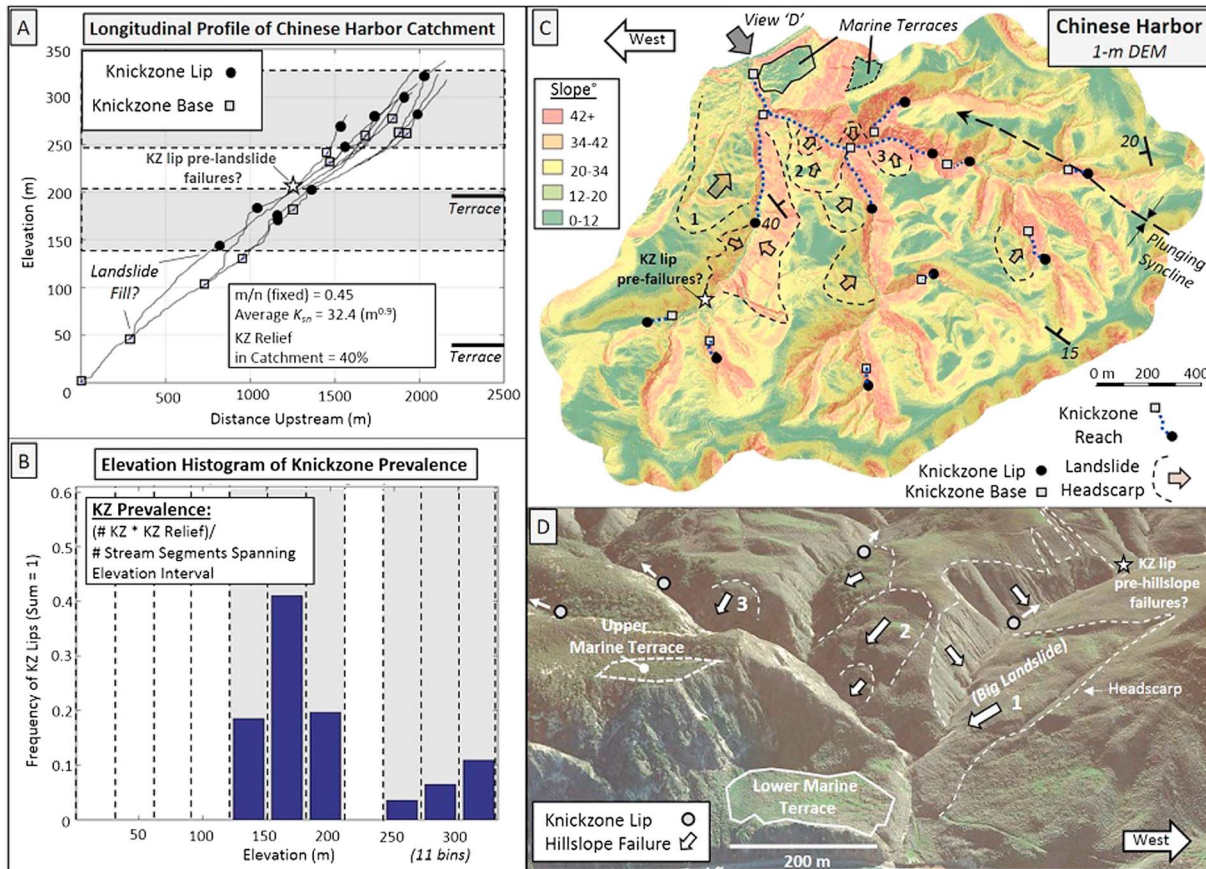 A
Longitudinal Profile of Chinese Harbor Catchment
350
300
250
200
150
100
50
0
Elevation (m)
Knickzone Lip
Knickzone Base
KZ lip pre-landslide
failures?
Terrace
Landslide
Fill?
m/n (fixed) = 0.45
Average Ksn = 32.4 (m^0.9)
KZ Relief
in Catchment = 40%
Terrace
500
1000
1500
2000
2500
Distance Upstream (m)
B
Elevation Histogram of Knickzone Prevalence
0.6
0.5
0.4
0.3
0.2
0.1
0
Frequency of KZ Lips (Sum = 1)
KZ Prevalence:
(# KZ * KZ Relief)/
# Stream Segments Spanning
Elevation Interval
50
100
150
200
250
300
Elevation (m)
(11 bins)
C
West
View 'D'
Marine Terraces
Chinese Harbor
1-m DEM
Slope°
42+
34-42
20-34
12-20
0-12
1
2
3
20
40
15
KZ lip
pre-failures?
Plunging
Syncline
0 m 200 400
Knickzone
Reach
Knickzone Lip
Knickzone Base
Landslide
Headscarp
D
KZ lip
pre-hillslope
failures?
3
2
Upper
Marine Terrace
(Big Landslide)
1
Headscarp
Lower Marine
Terrace
Knickzone Lip
Hillslope Failure
200 m
West